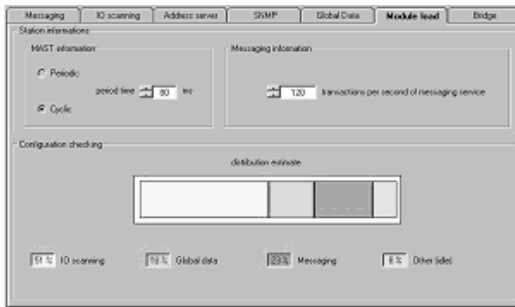 Messaging IO scanning Address server SNMP Global Data Module load Bridge
Station informations
MAST information Messaging information
Periodic
period time 80 ms 120 transactions per second of messaging service
Cyclic
Configuration checking
distribution estimate
51 % IO scanning 18 % Global data 23 % Messaging 8 % Other (idle)